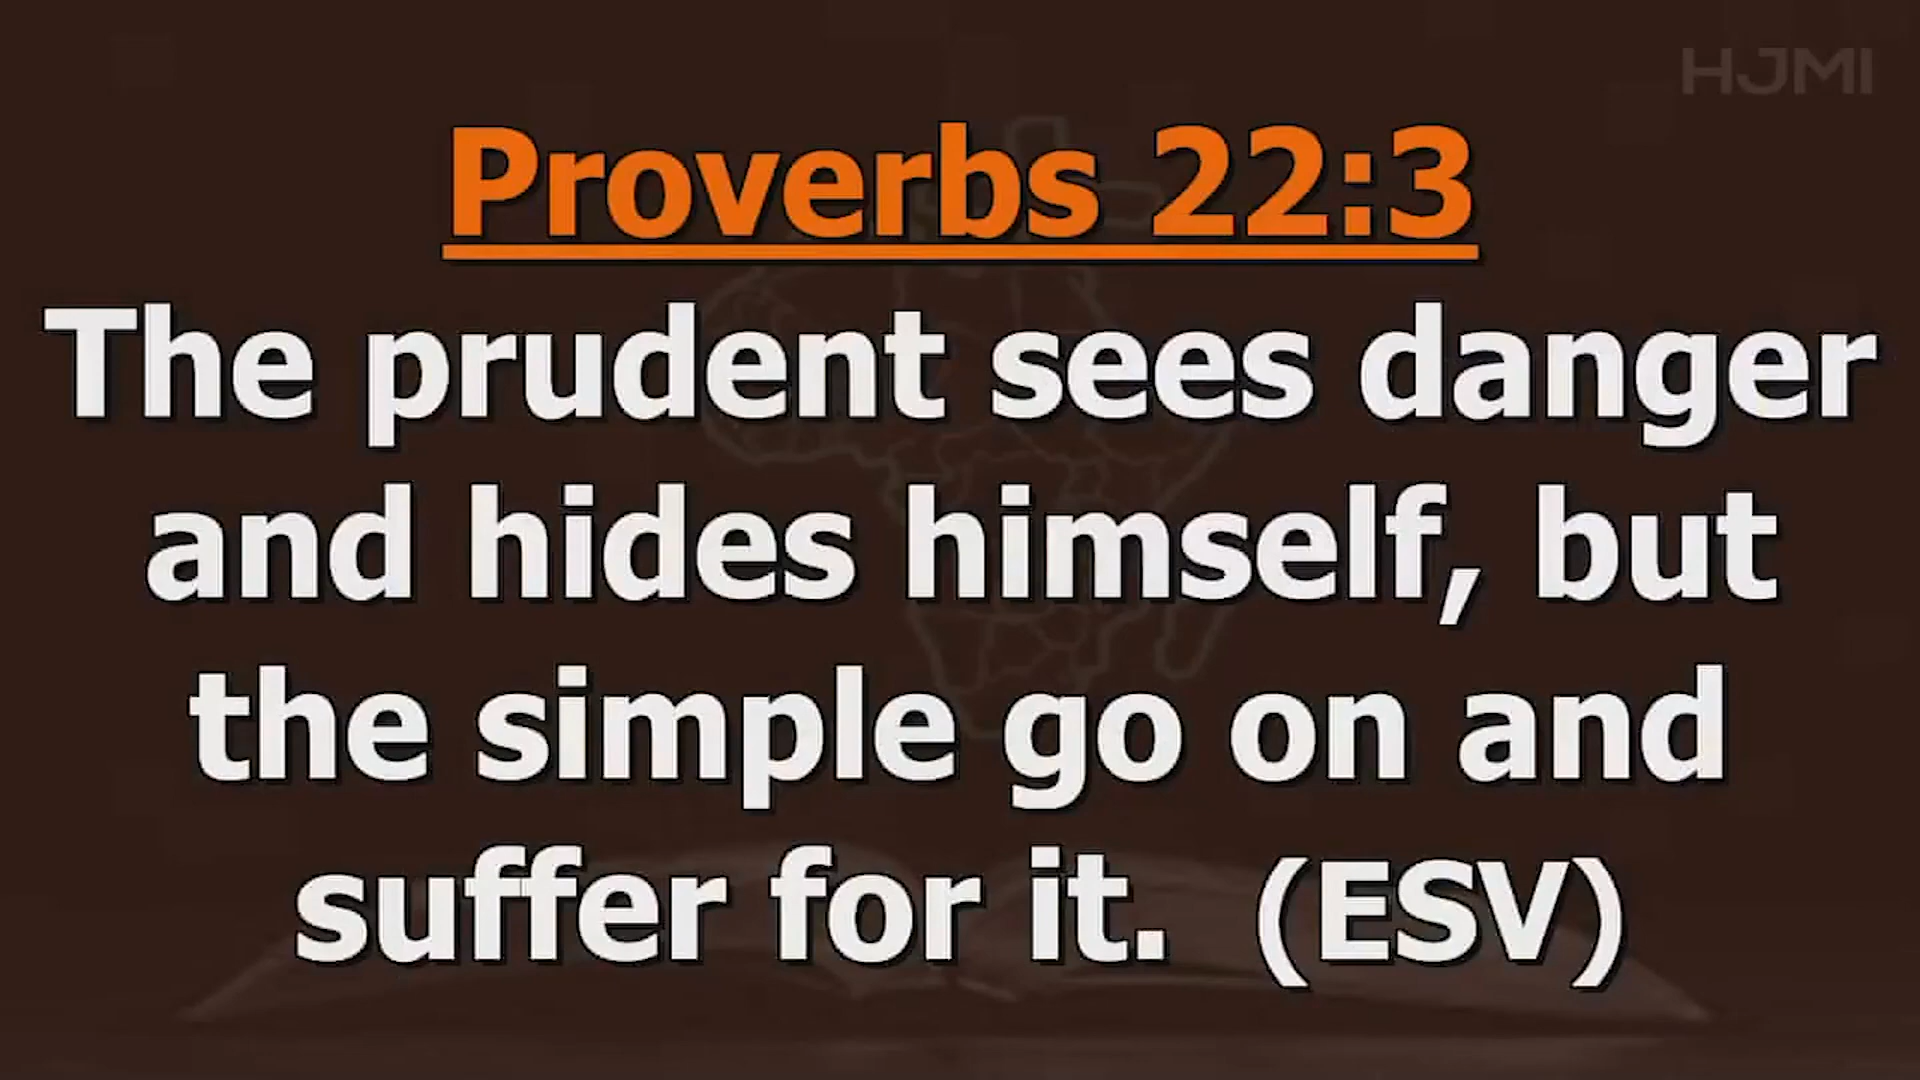 HJMI
Proverbs 22:3
The prudent sees danger
and hides himself, but
the simple go on and
suffer for it. (ESV)